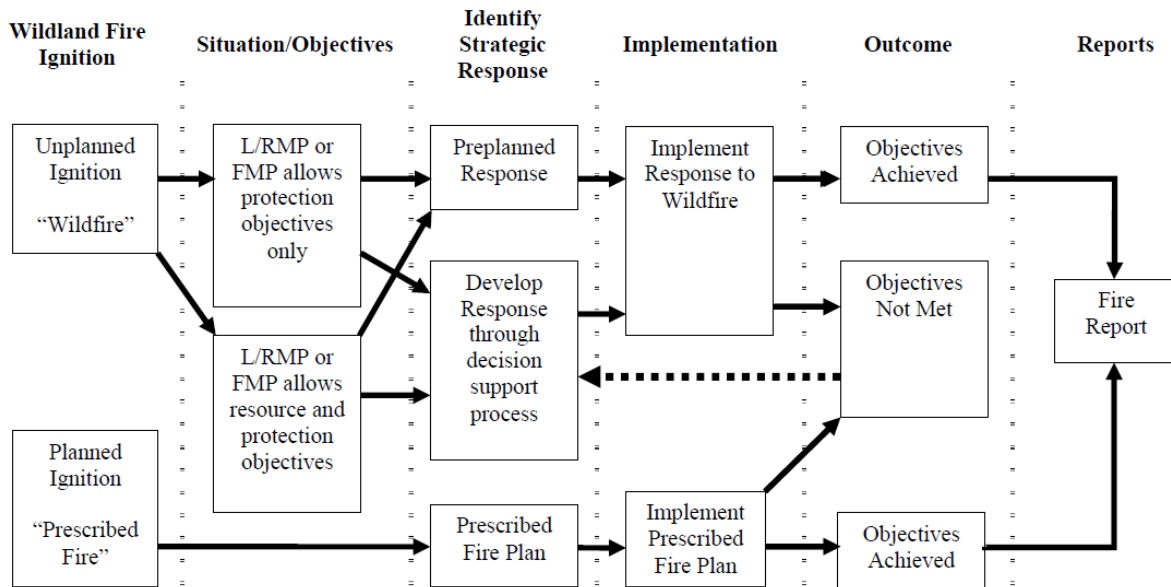 Wildland Fire
Ignition
Situation/Objectives
Identify
Strategic
Response
Implementation
Outcome
Reports
Unplanned
Ignition
“Wildfire”
L/RMP or
FMP allows
protection
objectives
only
Preplanned
Response
Implement
Response to
Wildfire
Objectives
Achieved
Develop
Response
through
decision
support
process
Objectives
Not Met
Fire
Report
L/RMP or
FMP allows
resource and
protection
objectives
Planned
Ignition
“Prescribed
Fire”
Prescribed
Fire Plan
Implement
Prescribed
Fire Plan
Objectives
Achieved